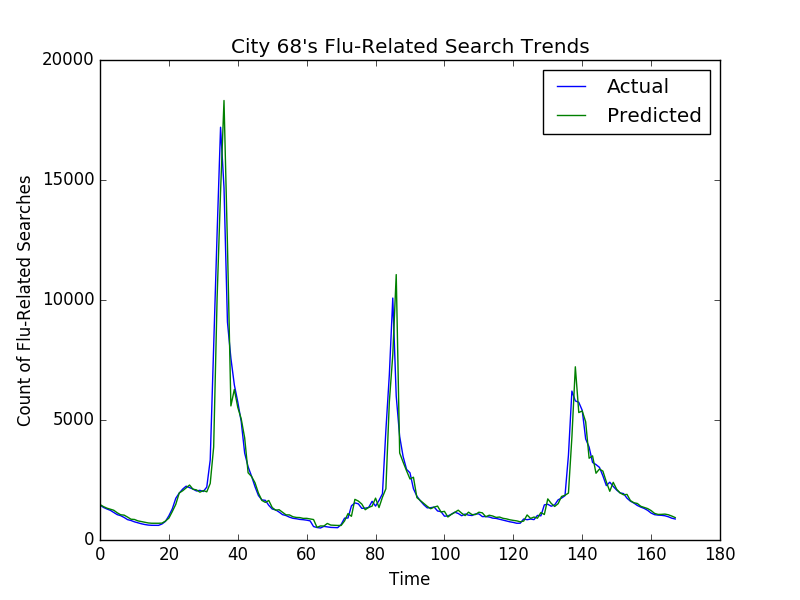 City 68's Flu-Related Search Trends
Actual
Predicted
Count of Flu-Related Searches
20000
15000
10000
5000
0
0 20 40 60 80 100 120 140 160 180
Time